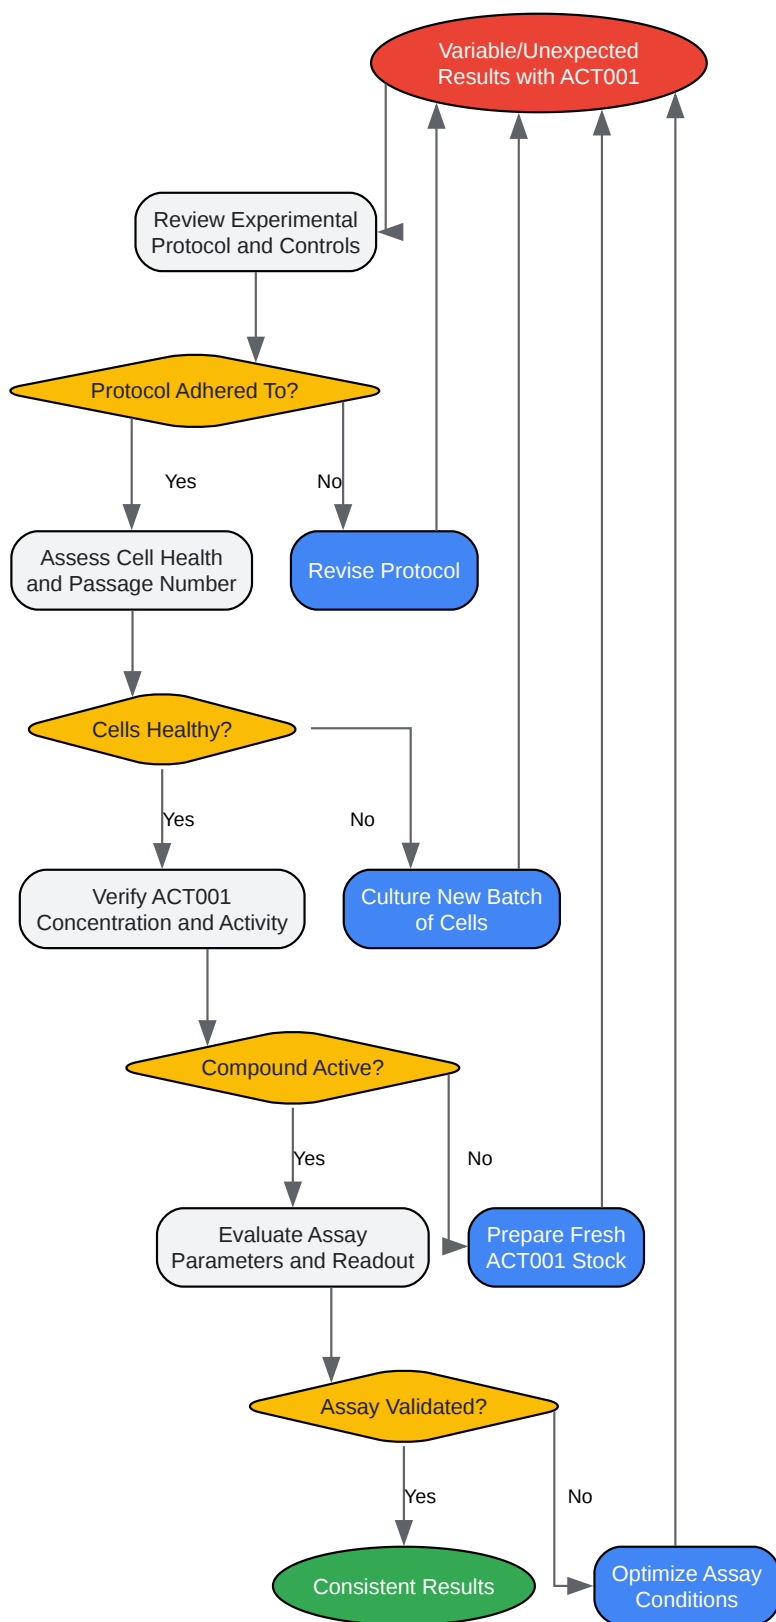 Variable/Unexpected
Results with ACT001
Review Experimental
Protocol and Controls
Protocol Adhered To?
Yes
No
Assess Cell Health
and Passage Number
Revise Protocol
Cells Healthy?
Yes
No
Verify ACT001
Concentration and Activity
Culture New Batch
of Cells
Compound Active?
Yes
No
Evaluate Assay
Parameters and Readout
Prepare Fresh
ACT001 Stock
Assay Validated?
Yes
No
Consistent Results
Optimize Assay
Conditions